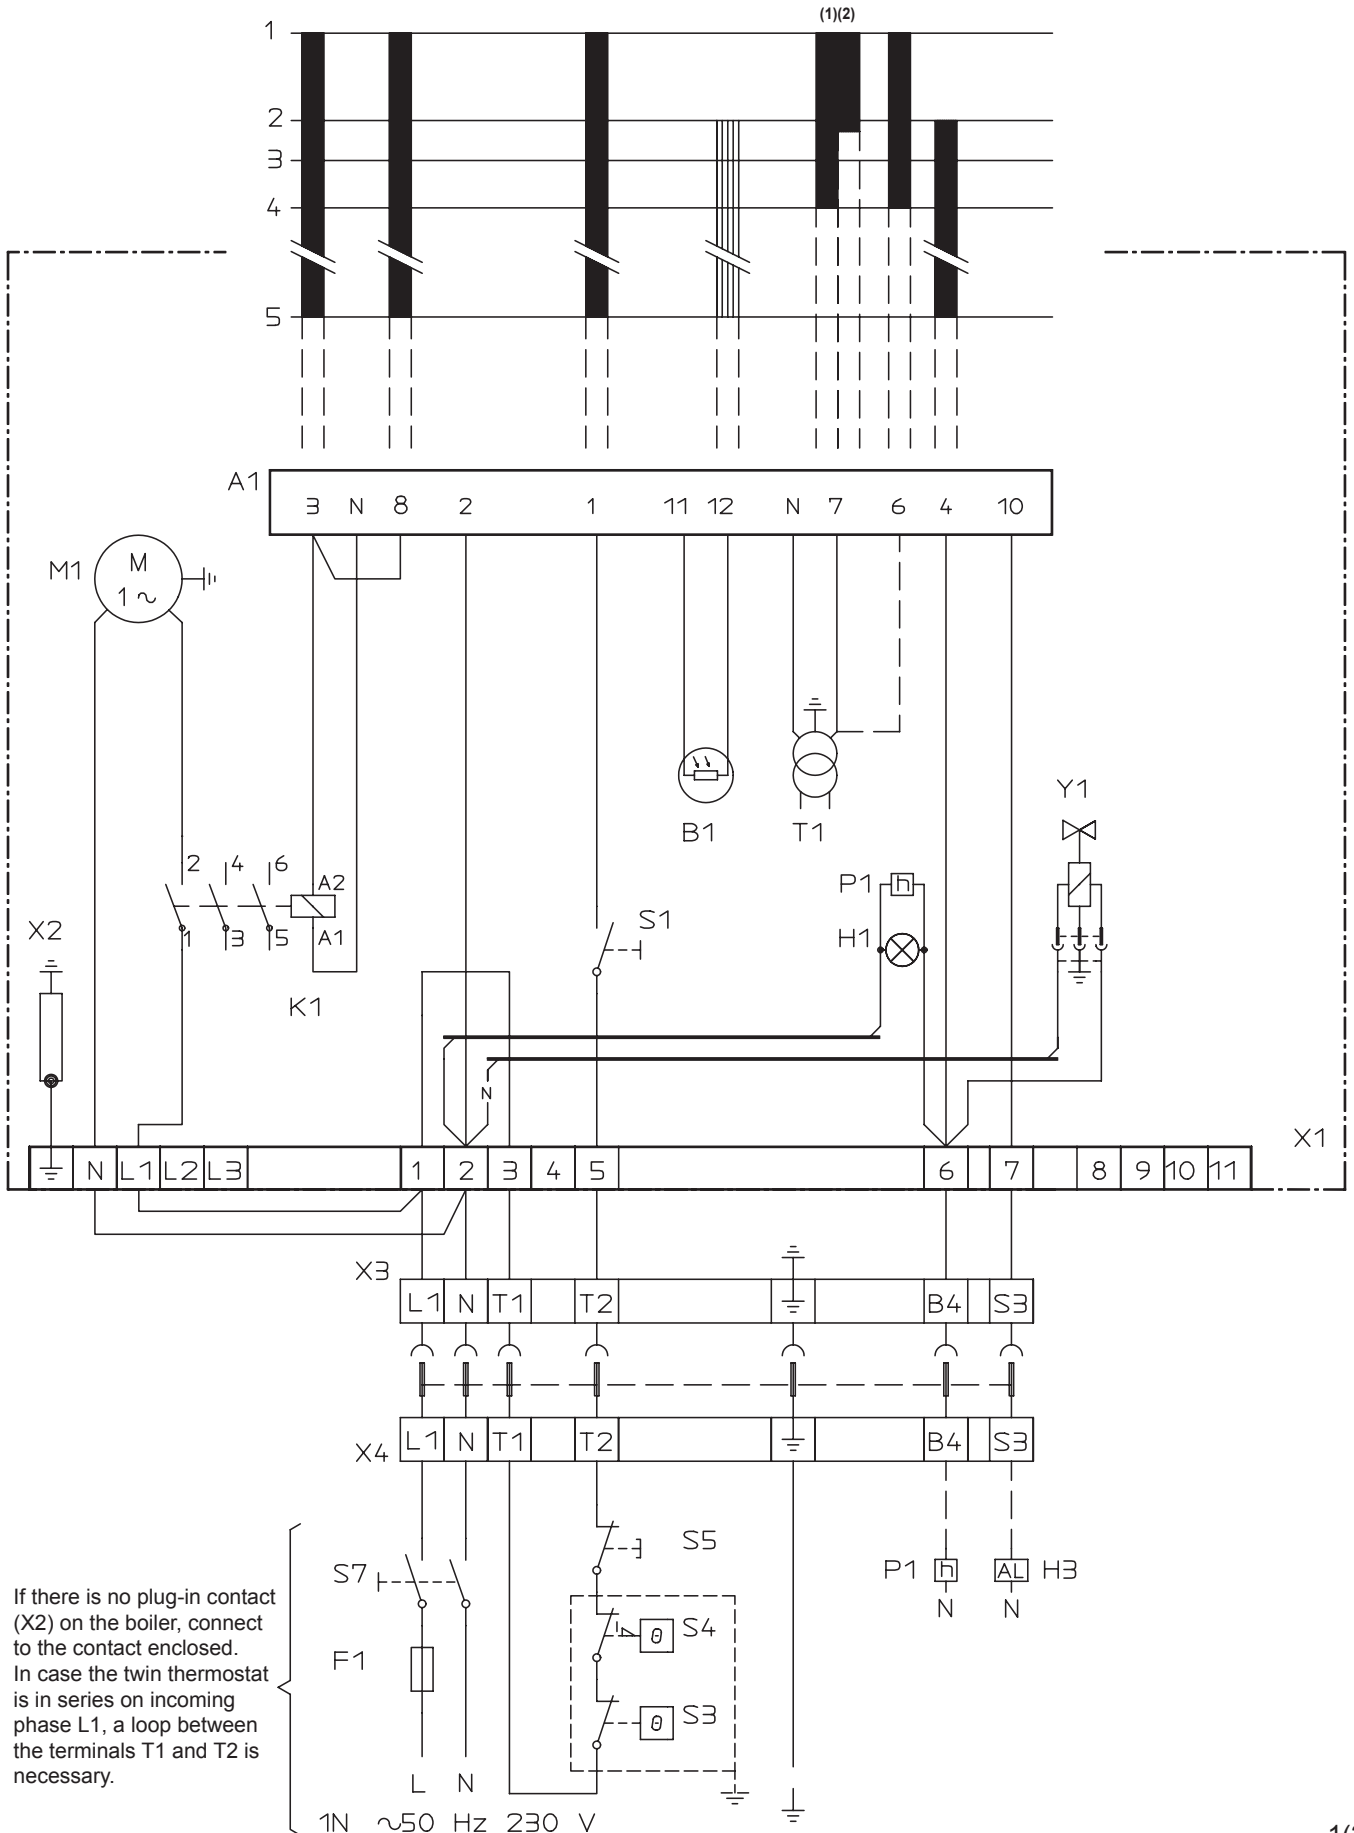 (1)(2)
1
2
3
4
5
A1
3 N 8 2 1 11 12 N 7 6 4 10
M1
M
1 ~
Y1
B1 T1
2 4 6
A2
P1
h
S1
X2
1 3 5 A1
H1
K1
N
X1
N L1 L2 L3 1 2 3 4 5 6 7 8 9 10 11
X3
L1 N T1 T2 B4 S3
X4
L1 N T1 T2 B4 S3
S5
S7
P1 h AL H3
N N
If there is no plug-in contact
(X2) on the boiler, connect
to the contact enclosed.
In case the twin thermostat
is in series on incoming
phase L1, a loop between
the terminals T1 and T2 is
necessary.
θ S4
F1
θ S3
L N
1N ~50 Hz 230 V